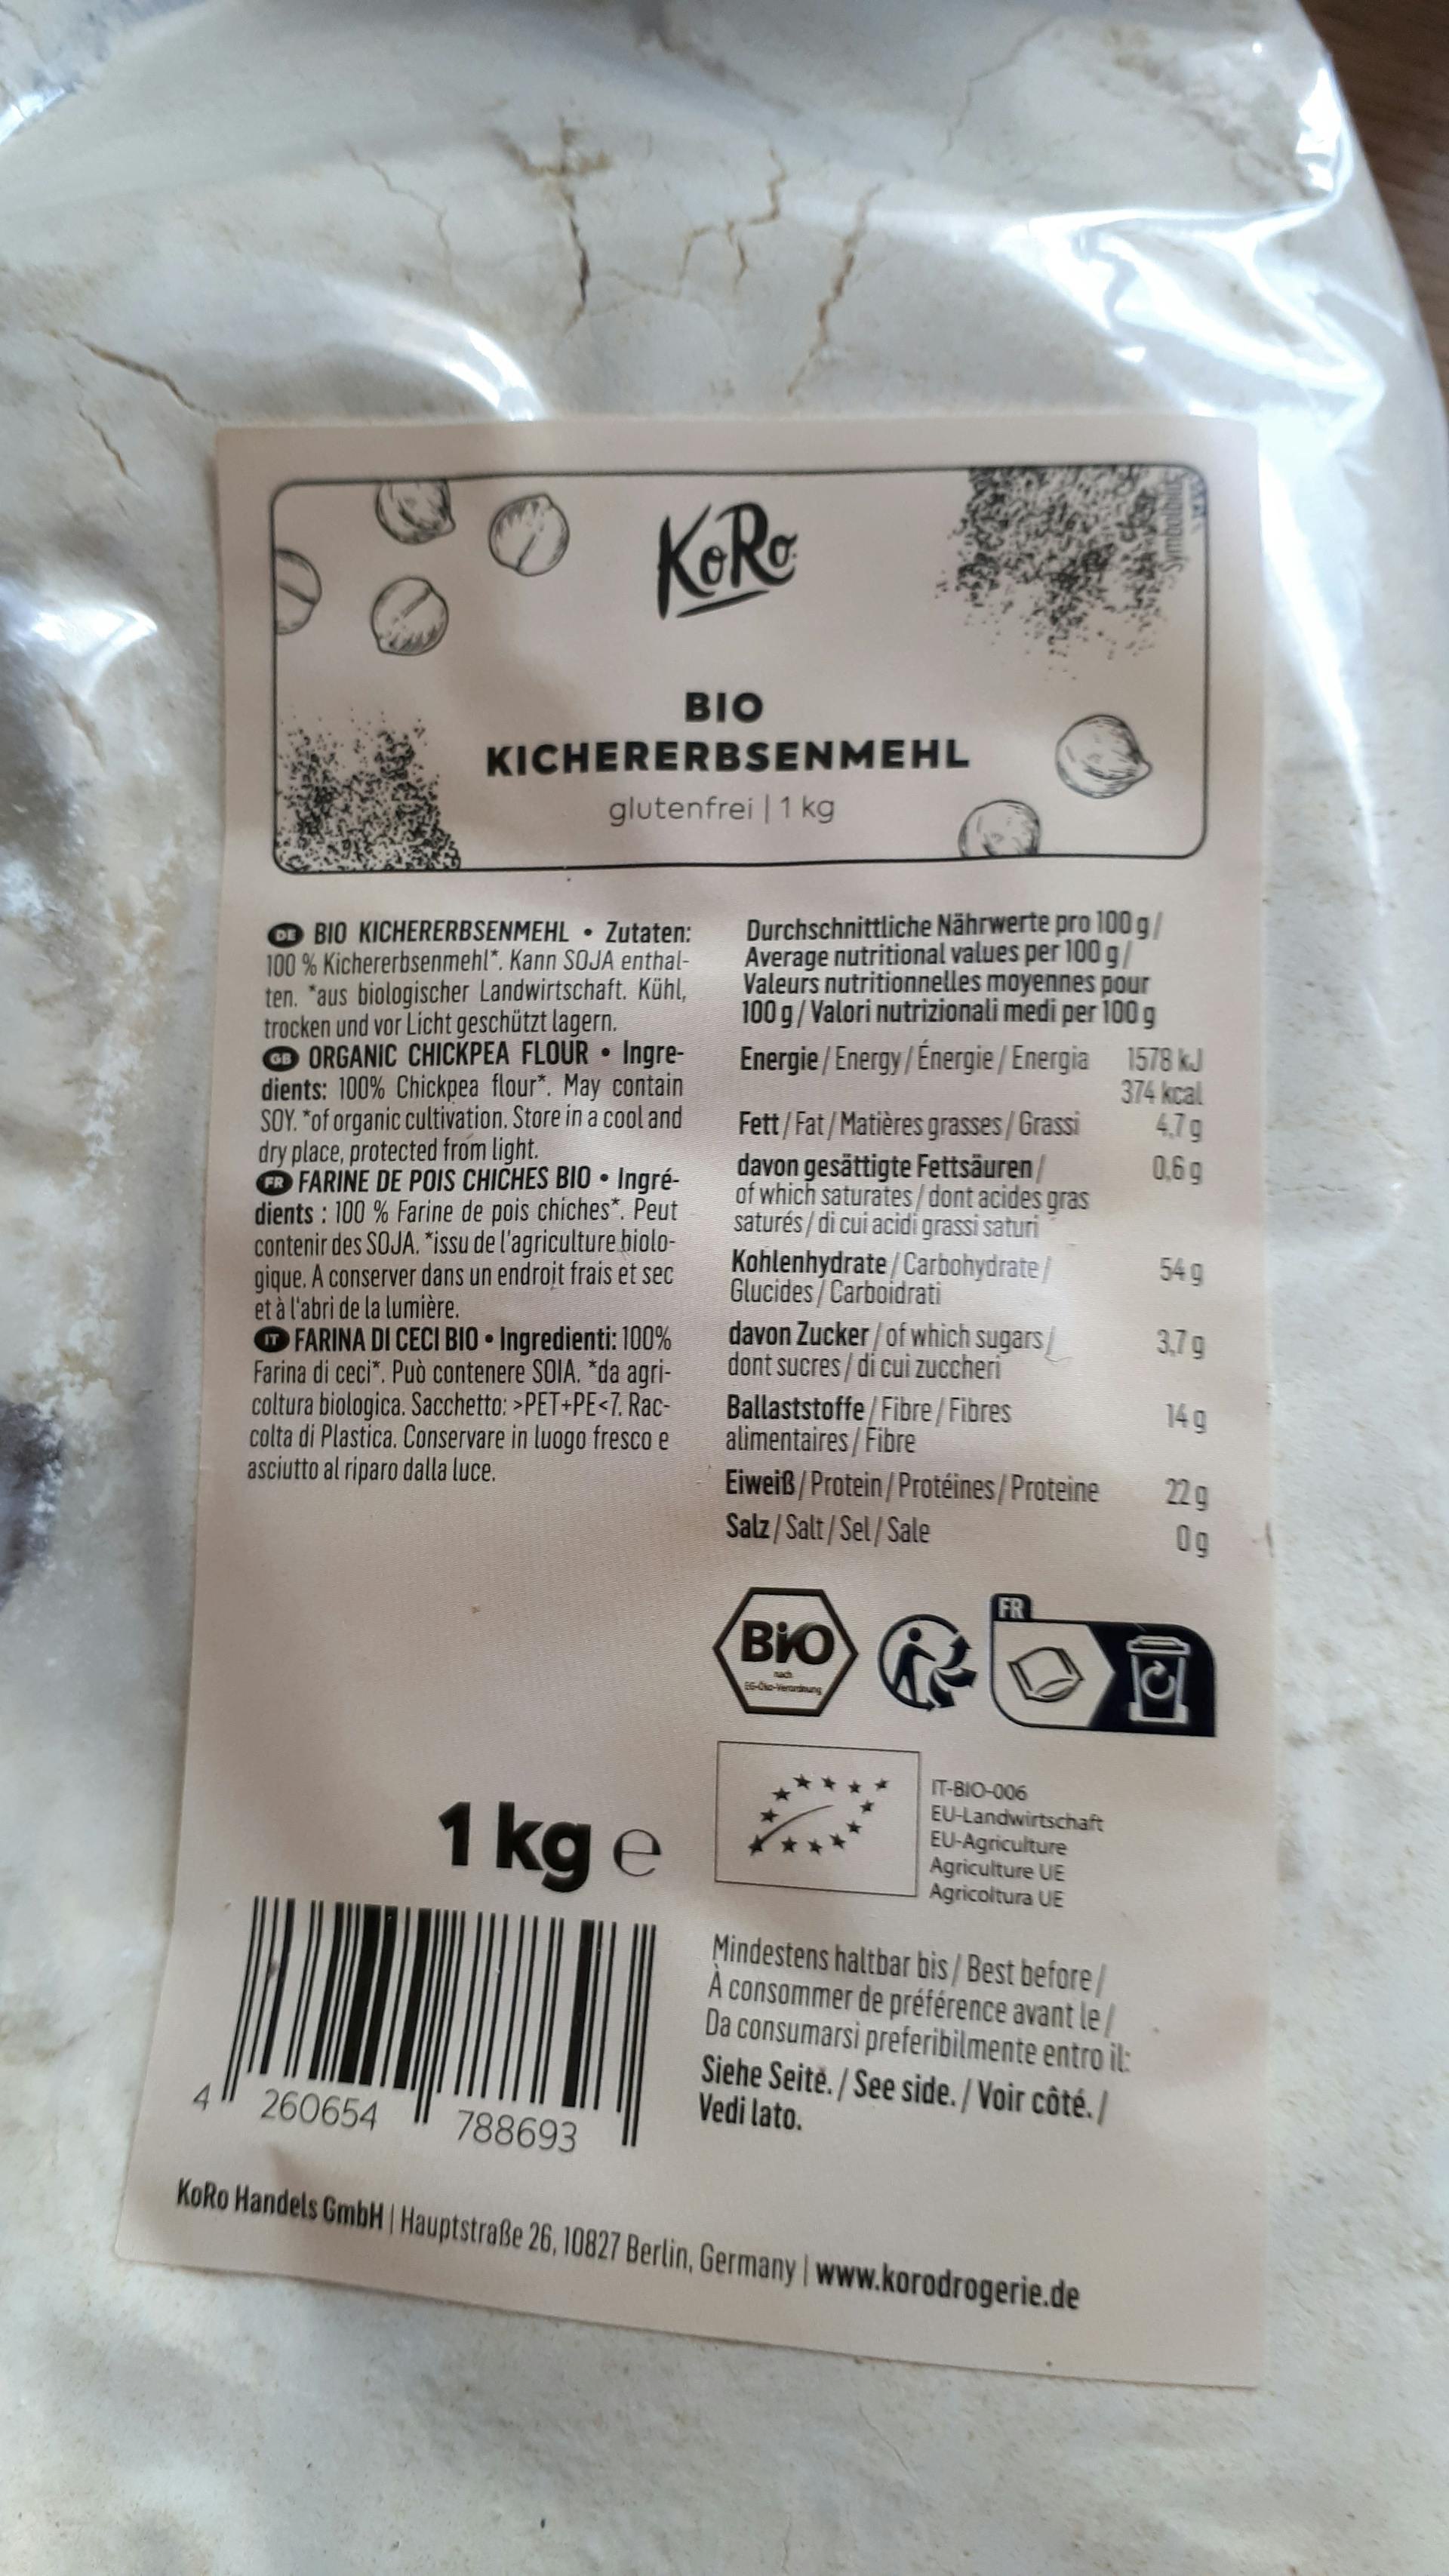 KoRo
Symbolbild
BIO
KICHERERBSENMEHL
glutenfrei | 1 kg
DE BIO KICHERERBSENMEHL • Zutaten:
100 % Kichererbsenmehl*. Kann SOJA enthal-
ten. *aus biologischer Landwirtschaft. Kühl,
trocken und vor Licht geschützt lagern.
GB ORGANIC CHICKPEA FLOUR • Ingre-
dients: 100% Chickpea flour*. May contain
SOY. *of organic cultivation. Store in a cool and
dry place, protected from light.
FR FARINE DE POIS CHICHES BIO • Ingré-
dients : 100 % Farine de pois chiches*. Peut
contenir des SOJA. *issu de l'agriculture biolo-
gique. A conserver dans un endroit frais et sec
et à l'abri de la lumière.
IT FARINA DI CECI BIO • Ingredienti: 100%
Farina di ceci*. Può contenere SOIA. *da agri-
coltura biologica. Sacchetto: >PET+PE<7. Rac-
colta di Plastica. Conservare in luogo fresco e
asciutto al riparo dalla luce.
Durchschnittliche Nährwerte pro 100 g/
Average nutritional values per 100 g/
Valeurs nutritionnelles moyennes pour
100 g / Valori nutrizionali medi per 100 g
Energie / Energy / Énergie / Energia 1578 kJ
374 kcal
Fett / Fat / Matières grasses / Grassi 4,7 g
davon gesättigte Fettsäuren / 0,6 g
of which saturates / dont acides gras
saturés / di cui acidi grassi saturi
Kohlenhydrate / Carbohydrate / 54 g
Glucides / Carboidrati
davon Zucker / of which sugars / 3,7 g
dont sucres / di cui zuccheri
Ballaststoffe / Fibre / Fibres 14 g
alimentaires / Fibre
Eiweiß / Protein / Protéines / Proteine 22 g
Salz / Salt / Sel / Sale 0 g
BiO
nach
EG-Öko-Verordnung
FR
IT-BIO-006
EU-Landwirtschaft
EU-Agriculture
Agriculture UE
Agricoltura UE
1 kg e
4 260654 788693
Mindestens haltbar bis / Best before /
À consommer de préférence avant le /
Da consumarsi preferibilmente entro il:
Siehe Seite. / See side. / Voir côté. /
Vedi lato.
KoRo Handels GmbH | Hauptstraße 26, 10827 Berlin, Germany | www.korodrogerie.de